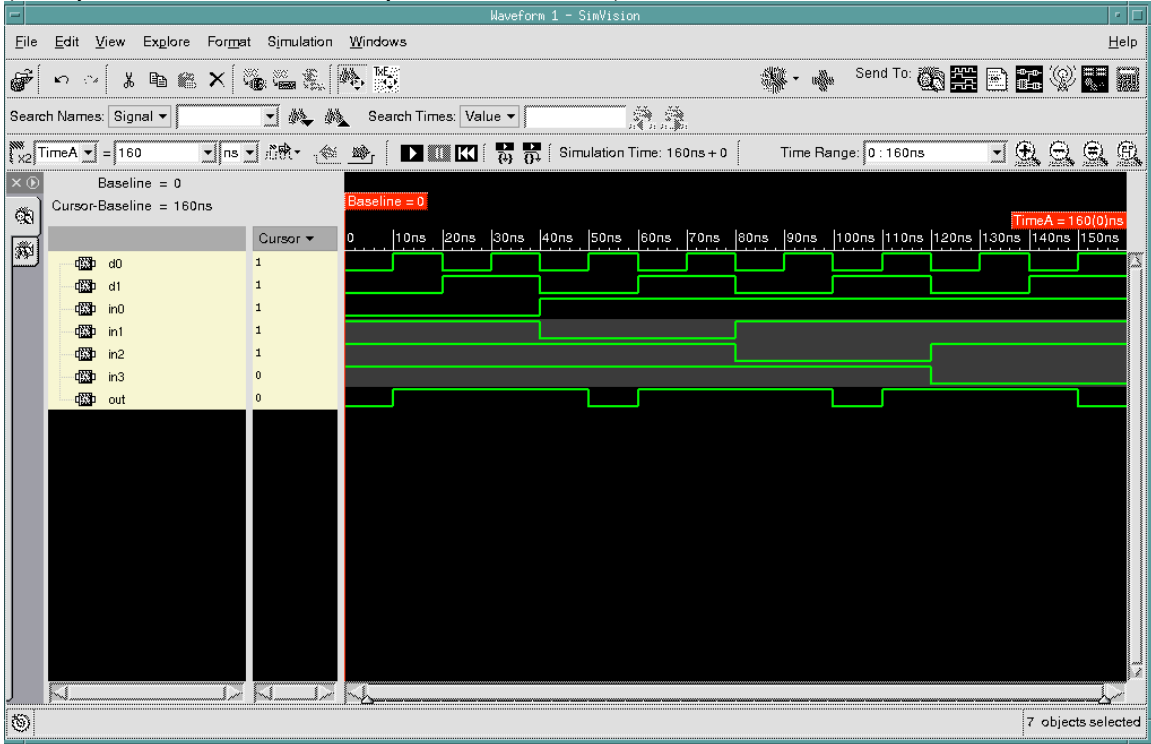 Waveform 1 - SimVision
File Edit View Explore Format Simulation Windows Help
TxE Send To:
Search Names: Signal Search Times: Value
x2 TimeA = 160 ns Simulation Time: 160ns + 0 Time Range: 0 : 160ns
Baseline = 0
Cursor-Baseline = 160ns
Baseline = 0
TimeA = 160(0)ns
Cursor
0 10ns 20ns 30ns 40ns 50ns 60ns 70ns 80ns 90ns 100ns 110ns 120ns 130ns 140ns 150ns
d0 1
d1 1
in0 1
in1 1
in2 1
in3 0
out 0
7 objects selected